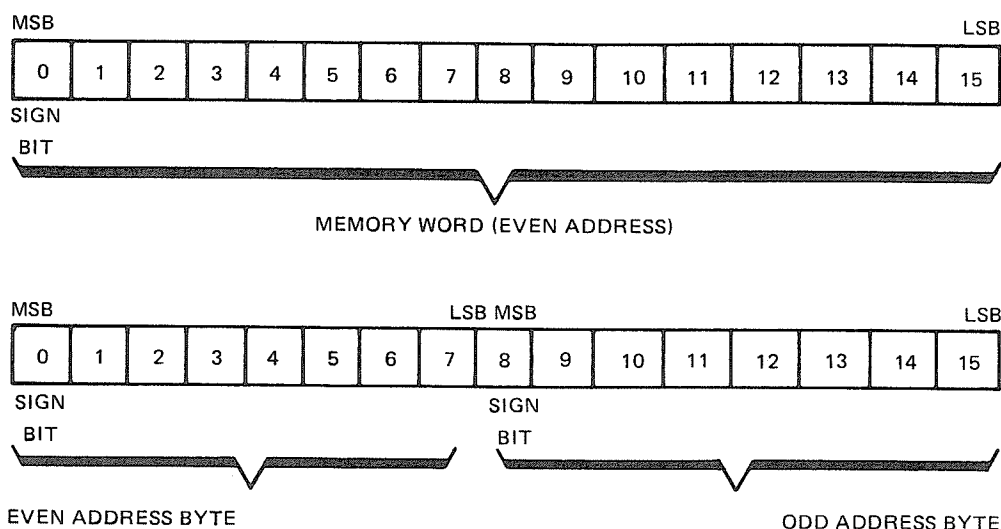 MSB LSB
0 1 2 3 4 5 6 7 8 9 10 11 12 13 14 15
SIGN
BIT
MEMORY WORD (EVEN ADDRESS)
MSB LSB MSB LSB
0 1 2 3 4 5 6 7 8 9 10 11 12 13 14 15
SIGN SIGN
BIT BIT
EVEN ADDRESS BYTE ODD ADDRESS BYTE